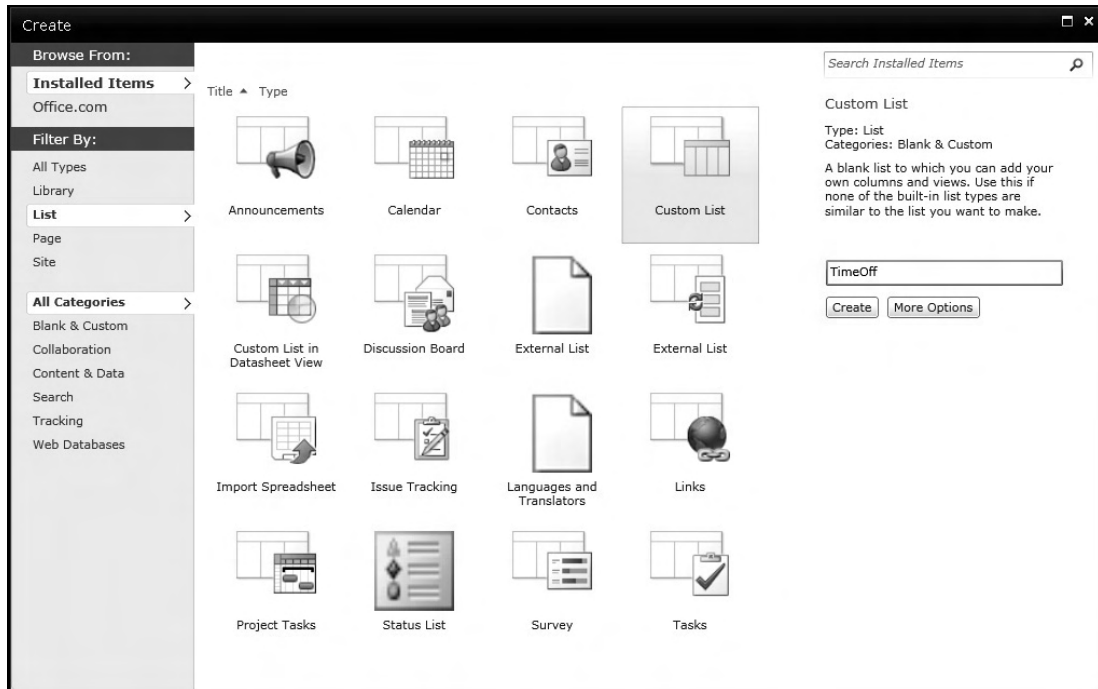 Create
Browse From:
Installed Items
Office.com
Filter By:
All Types
Library
List
Page
Site
All Categories
Blank & Custom
Collaboration
Content & Data
Search
Tracking
Web Databases
Title Type
Announcements
Calendar
Contacts
Custom List
Custom List in
Datasheet View
Discussion Board
External List
External List
Import Spreadsheet
Issue Tracking
Languages and
Translators
Links
Project Tasks
Status List
Survey
Tasks
Search Installed Items
Custom List
Type: List
Categories: Blank & Custom
A blank list to which you can add your
own columns and views. Use this if
none of the built-in list types are
similar to the list you want to make.
TimeOff
Create More Options